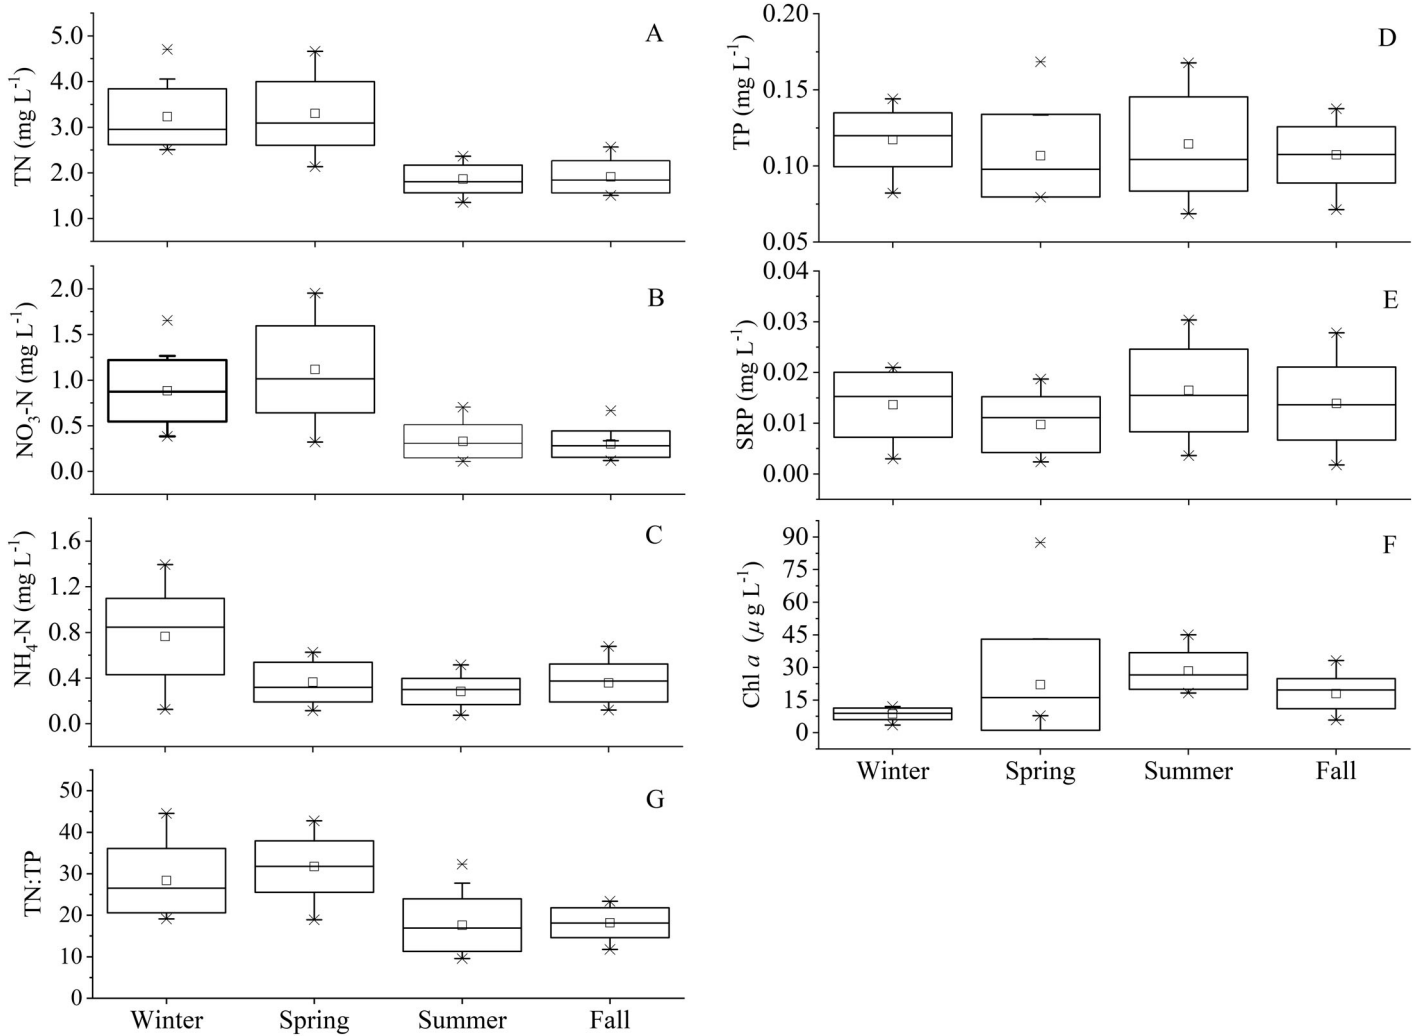 A
TN (mg L⁻¹)
5.0
4.0
3.0
2.0
1.0
B
NO₃-N (mg L⁻¹)
2.0
1.5
1.0
0.5
0.0
C
NH₄-N (mg L⁻¹)
1.6
1.2
0.8
0.4
0.0
G
TN:TP
50
40
30
20
10
0
Winter Spring Summer Fall
D
TP (mg L⁻¹)
0.20
0.15
0.10
0.05
E
SRP (mg L⁻¹)
0.04
0.03
0.02
0.01
0.00
F
Chl a (μg L⁻¹)
90
75
60
45
30
15
0
Winter Spring Summer Fall